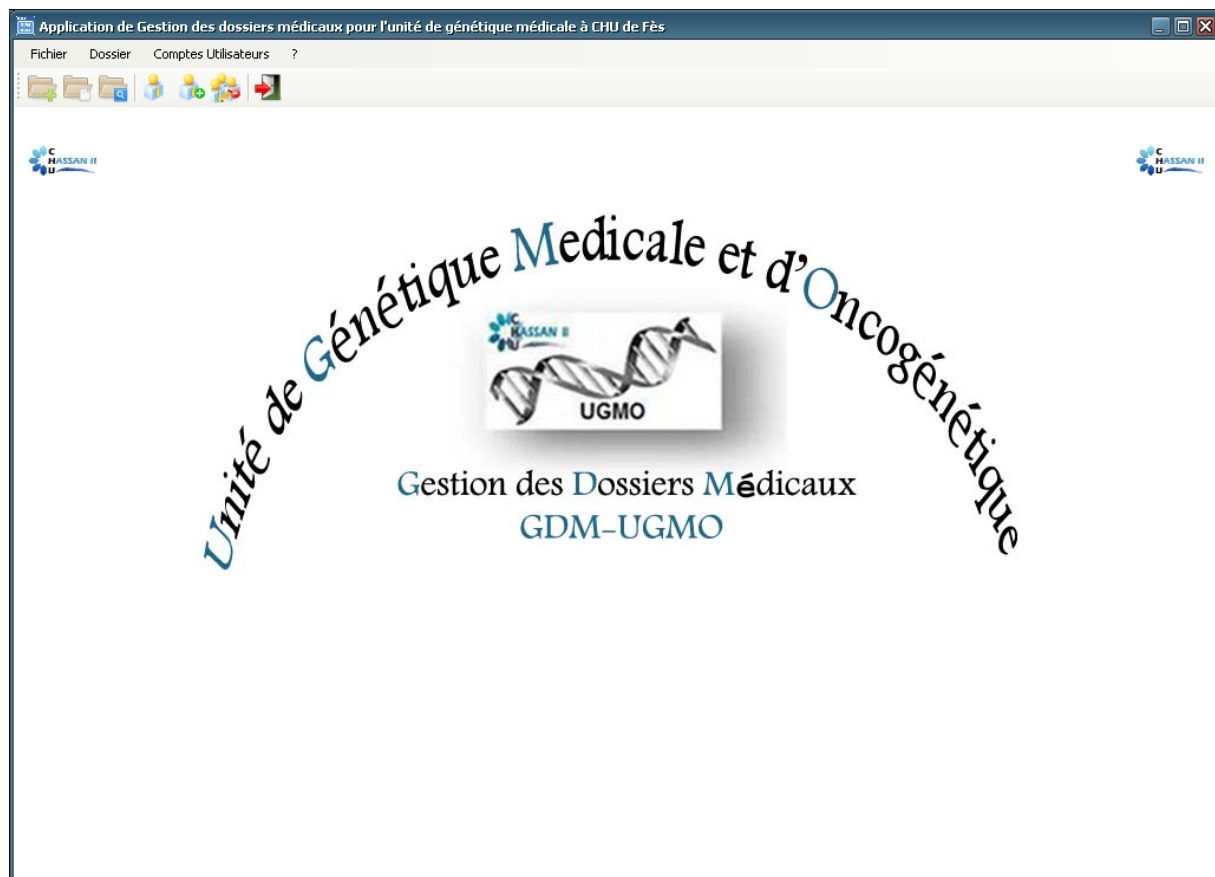 Application de Gestion des dossiers médicaux pour l'unité de génétique médicale à CHU de Fès
Fichier Dossier Comptes Utilisateurs ?
C
HASSAN II
U
C
HASSAN II
U
Unité de Génétique Medicale et d'Oncogénétique
C
HASSAN II
HU
UGMO
Gestion des Dossiers Médicaux
GDM-UGMO